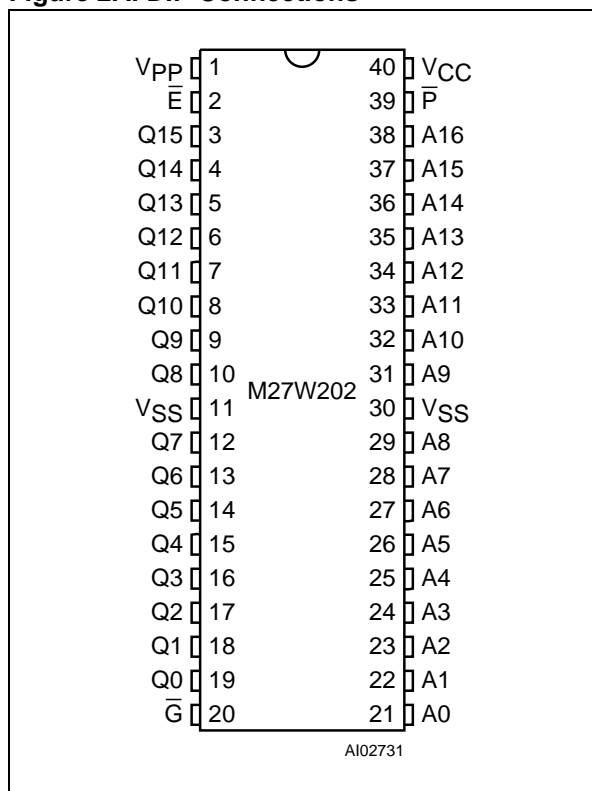 VPP 1 40 VCC
E̅ 2 39 P̅
Q15 3 38 A16
Q14 4 37 A15
Q13 5 36 A14
Q12 6 35 A13
Q11 7 34 A12
Q10 8 33 A11
Q9 9 32 A10
Q8 10 31 A9
M27W202
VSS 11 30 VSS
Q7 12 29 A8
Q6 13 28 A7
Q5 14 27 A6
Q4 15 26 A5
Q3 16 25 A4
Q2 17 24 A3
Q1 18 23 A2
Q0 19 22 A1
G̅ 20 21 A0
AI02731